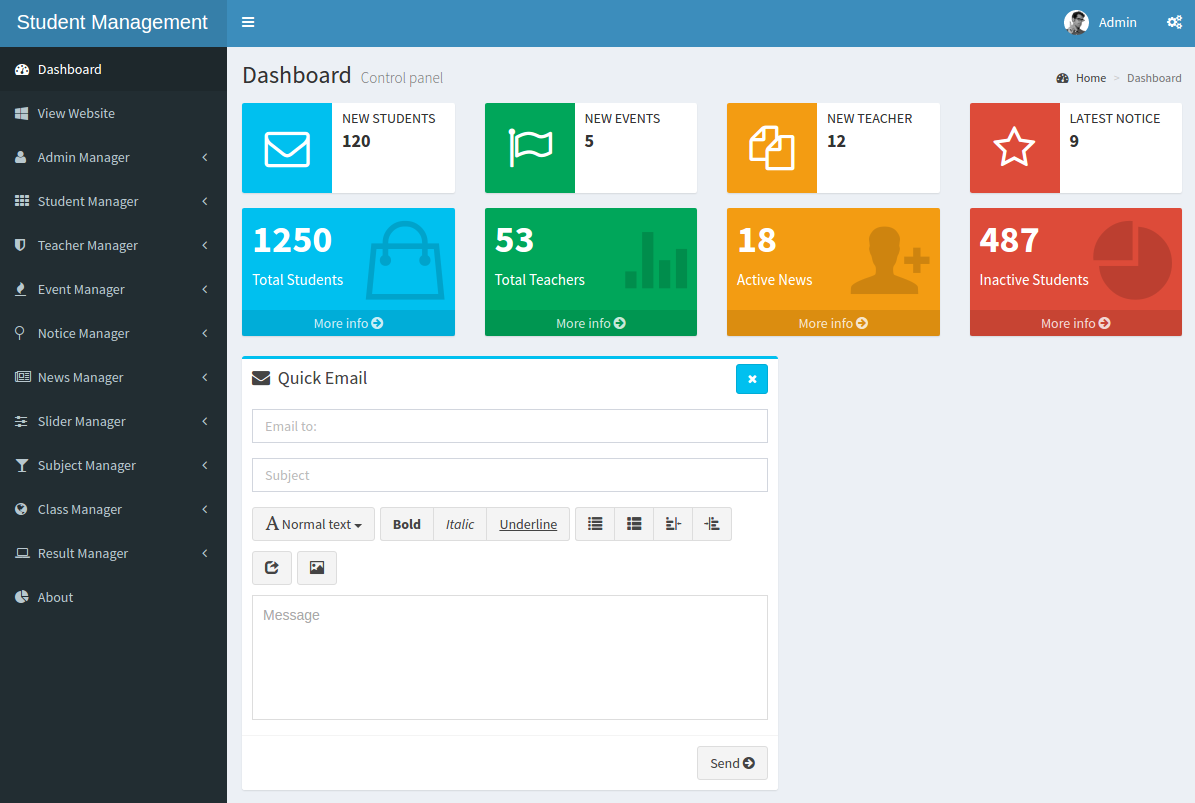 Student Management
Admin
Dashboard
View Website
Admin Manager
Student Manager
Teacher Manager
Event Manager
Notice Manager
News Manager
Slider Manager
Subject Manager
Class Manager
Result Manager
About
Dashboard Control panel
Home > Dashboard
NEW STUDENTS
120
NEW EVENTS
5
NEW TEACHER
12
LATEST NOTICE
9
1250
Total Students
More info
53
Total Teachers
More info
18
Active News
More info
487
Inactive Students
More info
Quick Email
Email to:
Subject
A Normal text Bold Italic Underline
Message
Send